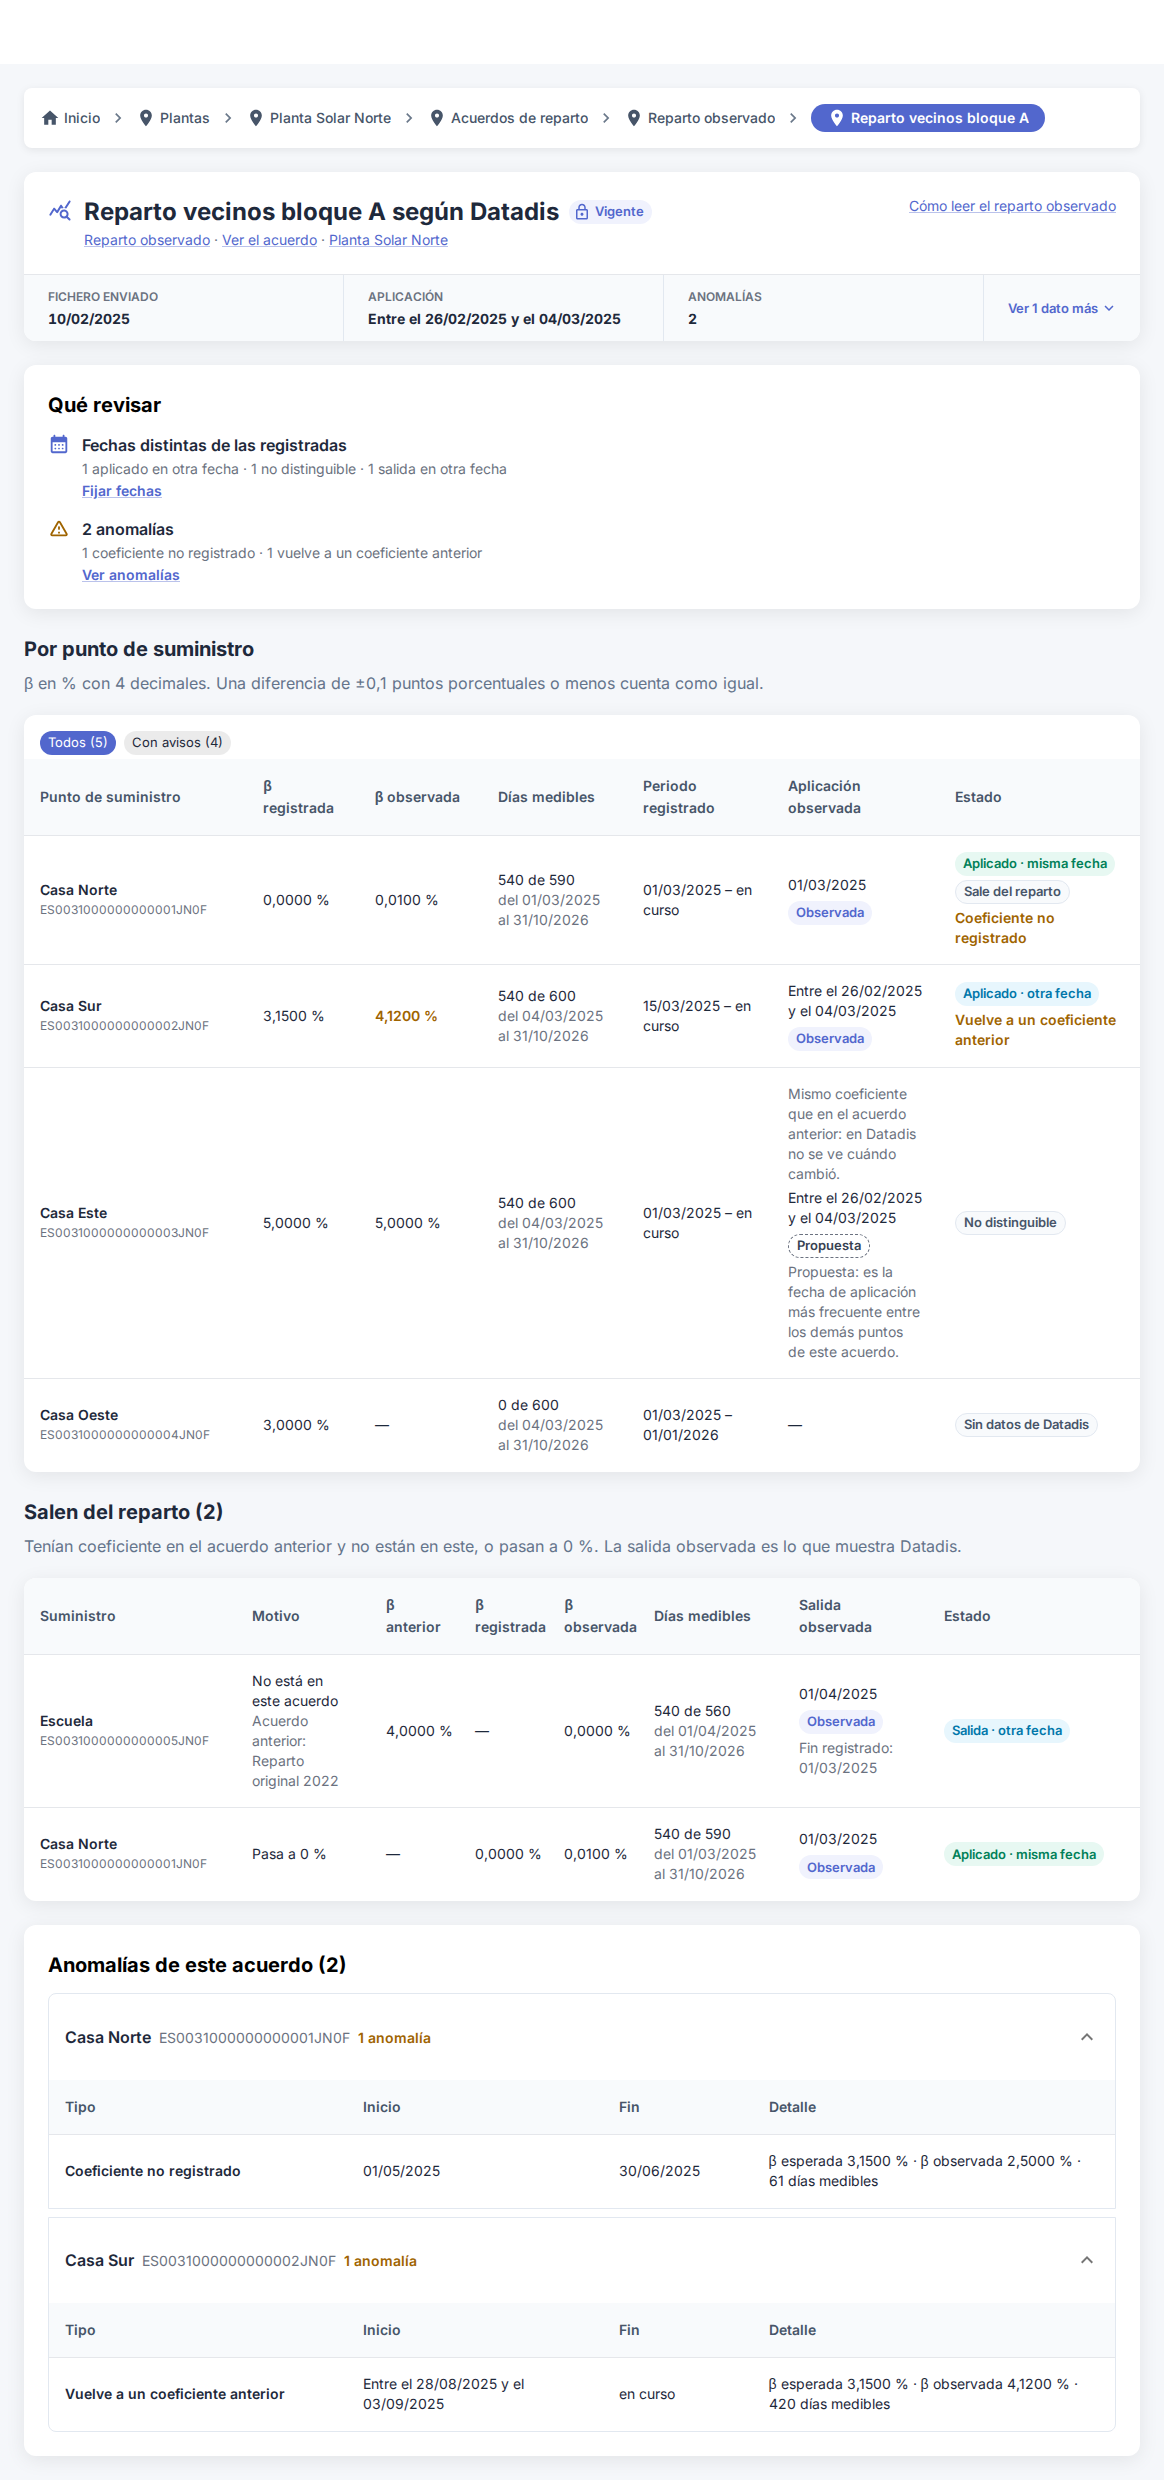 Inicio > Plantas > Planta Solar Norte > Acuerdos de reparto > Reparto observado > Reparto vecinos bloque A
Reparto vecinos bloque A según Datadis Vigente
Cómo leer el reparto observado
Reparto observado · Ver el acuerdo · Planta Solar Norte
FICHERO ENVIADO
10/02/2025
APLICACIÓN
Entre el 26/02/2025 y el 04/03/2025
ANOMALÍAS
2
Ver 1 dato más
Qué revisar
Fechas distintas de las registradas
1 aplicado en otra fecha · 1 no distinguible · 1 salida en otra fecha
Fijar fechas
2 anomalías
1 coeficiente no registrado · 1 vuelve a un coeficiente anterior
Ver anomalías
Por punto de suministro
β en % con 4 decimales. Una diferencia de ±0,1 puntos porcentuales o menos cuenta como igual.
Todos (5) Con avisos (4)
Punto de suministro
β
registrada
β observada
Días medibles
Periodo
registrado
Aplicación
observada
Estado
Casa Norte
ES0031000000000001JN0F
0,0000 %
0,0100 %
540 de 590
del 01/03/2025
al 31/10/2026
01/03/2025 – en
curso
01/03/2025
Observada
Aplicado · misma fecha
Sale del reparto
Coeficiente no
registrado
Casa Sur
ES0031000000000002JN0F
3,1500 %
4,1200 %
540 de 600
del 04/03/2025
al 31/10/2026
15/03/2025 – en
curso
Entre el 26/02/2025
y el 04/03/2025
Observada
Aplicado · otra fecha
Vuelve a un coeficiente
anterior
Casa Este
ES0031000000000003JN0F
5,0000 %
5,0000 %
540 de 600
del 04/03/2025
al 31/10/2026
01/03/2025 – en
curso
Mismo coeficiente
que en el acuerdo
anterior: en Datadis
no se ve cuándo
cambió.
Entre el 26/02/2025
y el 04/03/2025
Propuesta
Propuesta: es la
fecha de aplicación
más frecuente entre
los demás puntos
de este acuerdo.
No distinguible
Casa Oeste
ES0031000000000004JN0F
3,0000 %
—
0 de 600
del 04/03/2025
al 31/10/2026
01/03/2025 –
01/01/2026
—
Sin datos de Datadis
Salen del reparto (2)
Tenían coeficiente en el acuerdo anterior y no están en este, o pasan a 0 %. La salida observada es lo que muestra Datadis.
Suministro
Motivo
β
anterior
β
registrada
β
observada
Días medibles
Salida
observada
Estado
Escuela
ES0031000000000005JN0F
No está en
este acuerdo
Acuerdo
anterior:
Reparto
original 2022
4,0000 %
—
0,0000 %
540 de 560
del 01/04/2025
al 31/10/2026
01/04/2025
Observada
Fin registrado:
01/03/2025
Salida · otra fecha
Casa Norte
ES0031000000000001JN0F
Pasa a 0 %
—
0,0000 %
0,0100 %
540 de 590
del 01/03/2025
al 31/10/2026
01/03/2025
Observada
Aplicado · misma fecha
Anomalías de este acuerdo (2)
Casa Norte ES0031000000000001JN0F 1 anomalía
Tipo
Inicio
Fin
Detalle
Coeficiente no registrado
01/05/2025
30/06/2025
β esperada 3,1500 % · β observada 2,5000 % ·
61 días medibles
Casa Sur ES0031000000000002JN0F 1 anomalía
Tipo
Inicio
Fin
Detalle
Vuelve a un coeficiente anterior
Entre el 28/08/2025 y el
03/09/2025
en curso
β esperada 3,1500 % · β observada 4,1200 % ·
420 días medibles